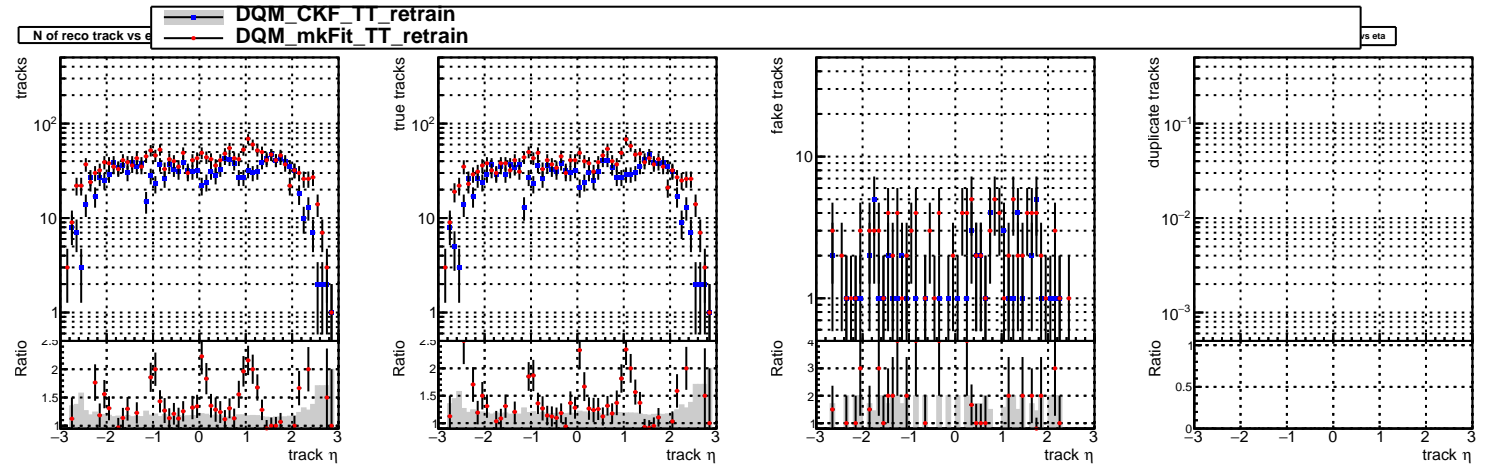 DQM_CKF_TT_retrain
DQM_mkFit_TT_retrain
N of reco track vs e
vs eta
tracks
10²
10
1
Ratio
2.5
2
1.5
1
−3 −2 −1 0 1 2 3
track η
true tracks
10²
10
1
Ratio
2.5
2
1.5
1
−3 −2 −1 0 1 2 3
track η
fake tracks
10
1
Ratio
4
3
2
1
−3 −2 −1 0 1 2 3
track η
duplicate tracks
10⁻¹
10⁻²
10⁻³
Ratio
1
0.5
0
−3 −2 −1 0 1 2 3
track η